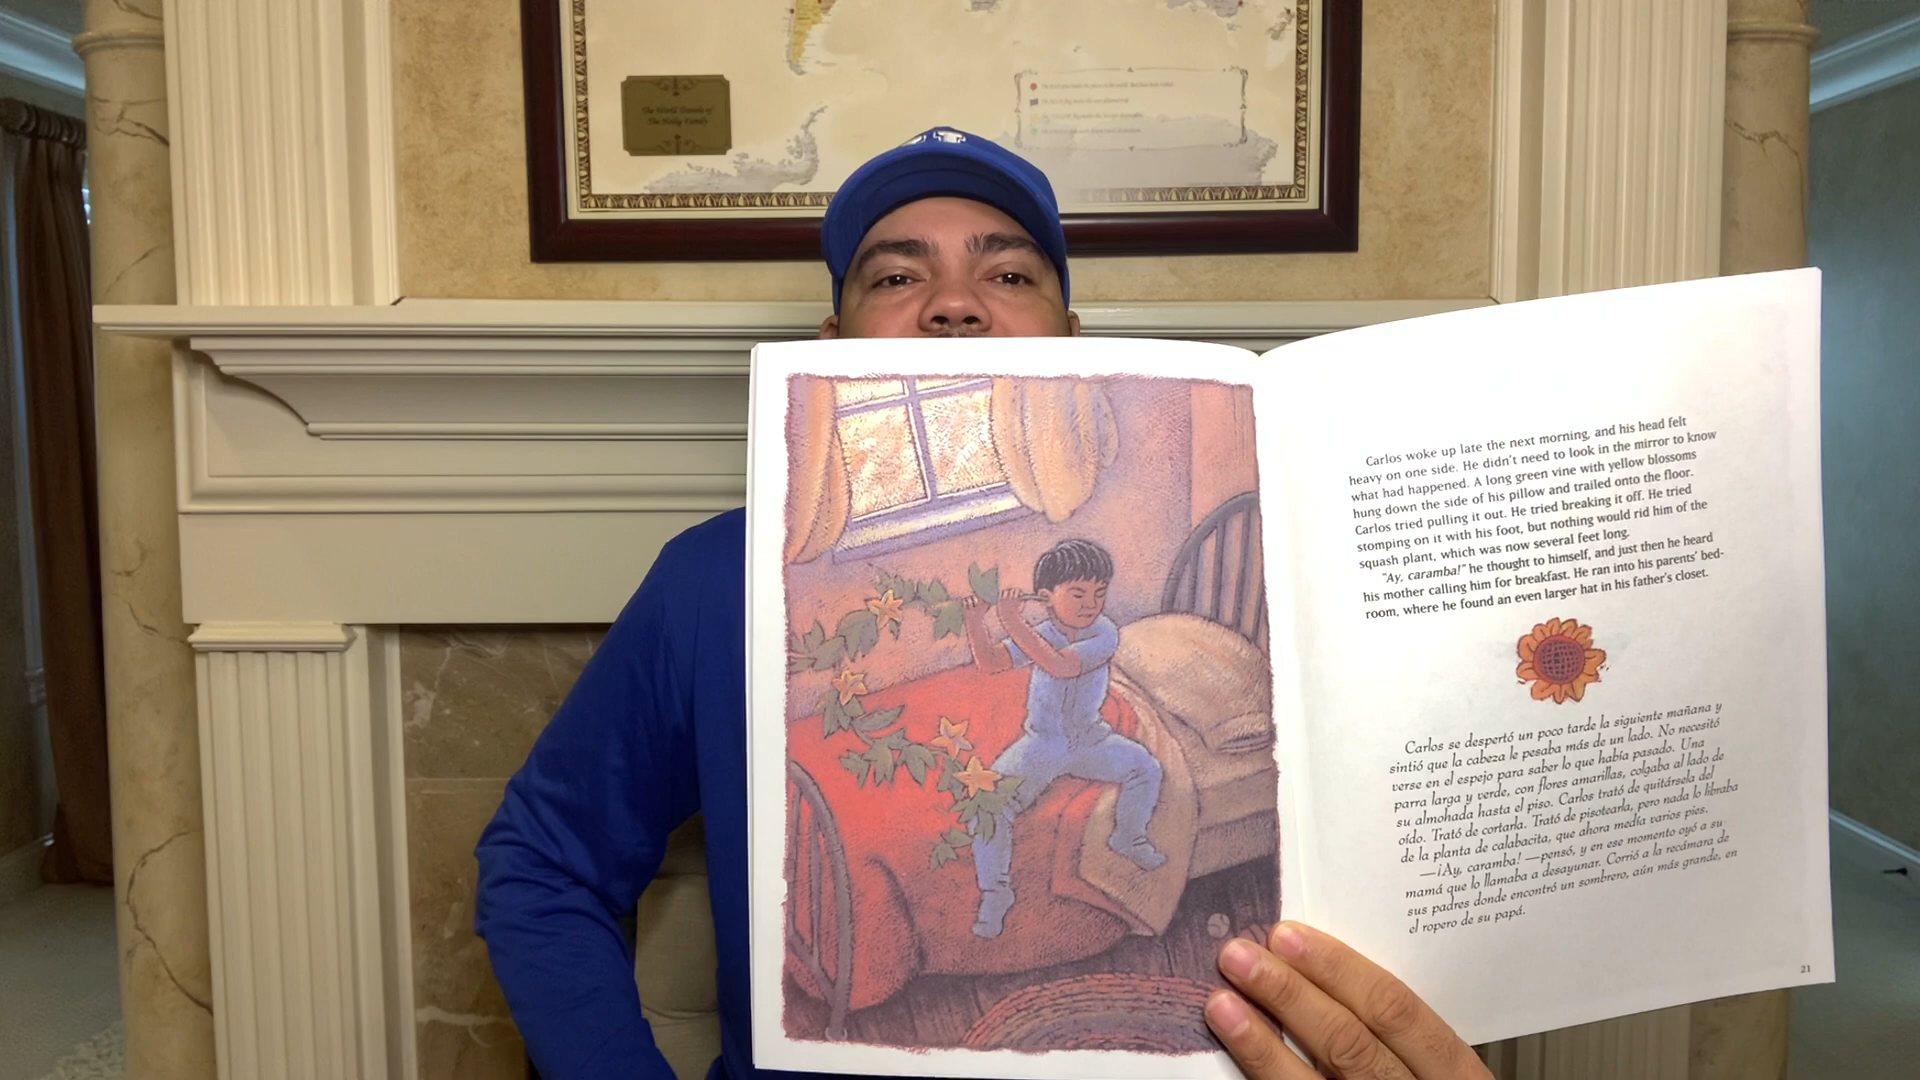 The World Travels of
The Haby Family
Carlos woke up late the next morning, and his head felt
heavy on one side. He didn't need to look in the mirror to know
what had happened. A long green vine with yellow blossoms
hung down the side of his pillow and trailed onto the floor.
Carlos tried pulling it out. He tried breaking it off. He tried
stomping on it with his foot, but nothing would rid him of the
squash plant, which was now several feet long.
"Ay, caramba!" he thought to himself, and just then he heard
his mother calling him for breakfast. He ran into his parents' bed-
room, where he found an even larger hat in his father's closet.
Carlos se despertó un poco tarde la siguiente mañana y
sintió que la cabeza le pesaba más de un lado. No necesitó
verse en el espejo para saber lo que había pasado. Una
parra larga y verde, con flores amarillas, colgaba al lado de
su almohada hasta el piso. Carlos trató de quitársela del
oído. Trató de cortarla. Trató de pisotearla, pero nada lo libraba
de la planta de calabacita, que ahora medía varios pies.
—¡Ay, caramba! —pensó, y en ese momento oyó a su
mamá que lo llamaba a desayunar. Corrió a la recámara de
sus padres donde encontró un sombrero, aún más grande, en
el ropero de su papá.
21